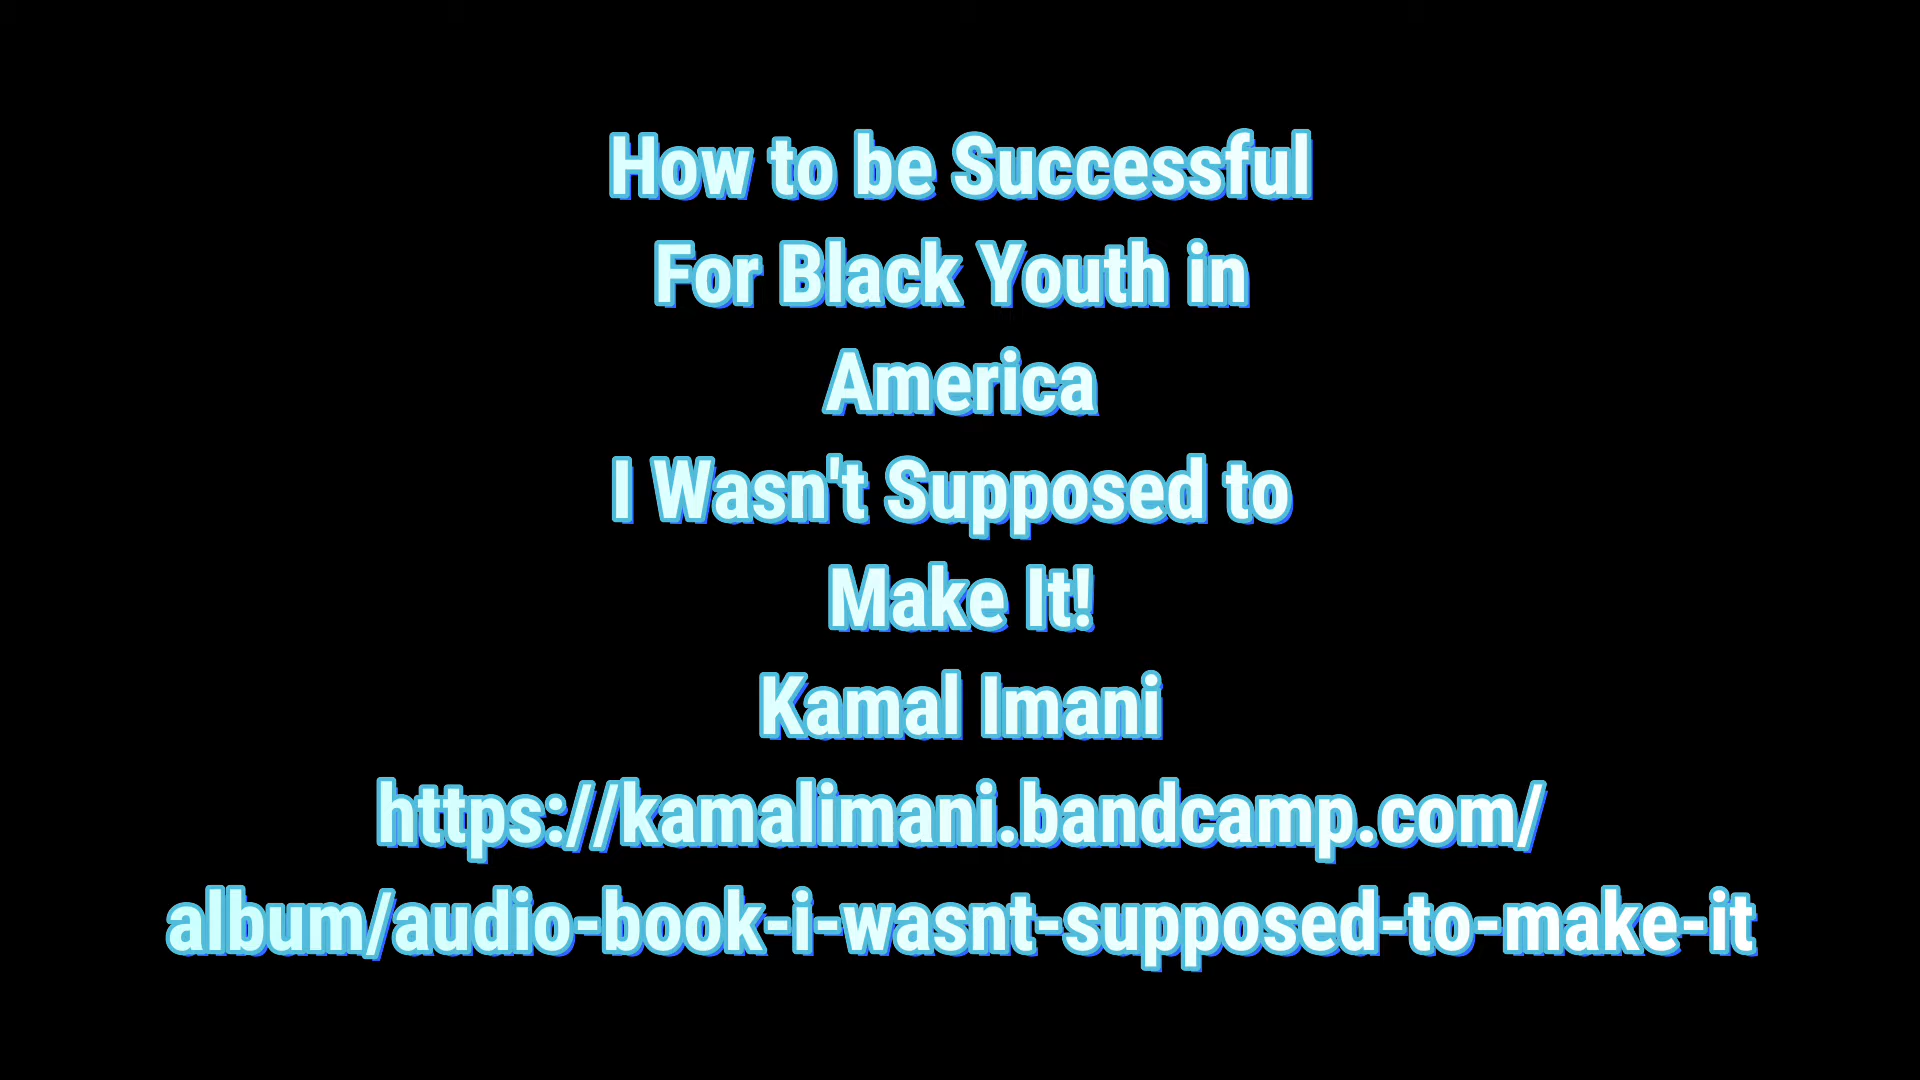 How to be Successful
For Black Youth in
America
I Wasn't Supposed to
Make It!
Kamal Imani
https://kamalimani.bandcamp.com/
album/audio-book-i-wasnt-supposed-to-make-it